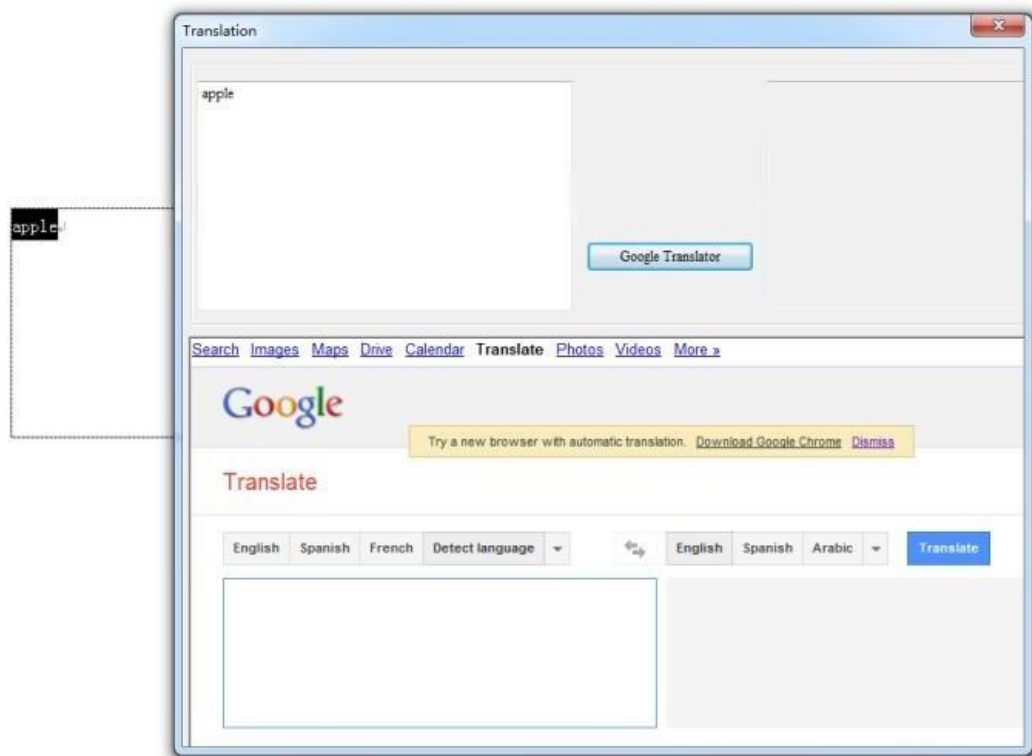 Translation
apple
apple
Google Translator
Search Images Maps Drive Calendar Translate Photos Videos More »
Google
Try a new browser with automatic translation. Download Google Chrome Dismiss
Translate
English Spanish French Detect language English Spanish Arabic Translate